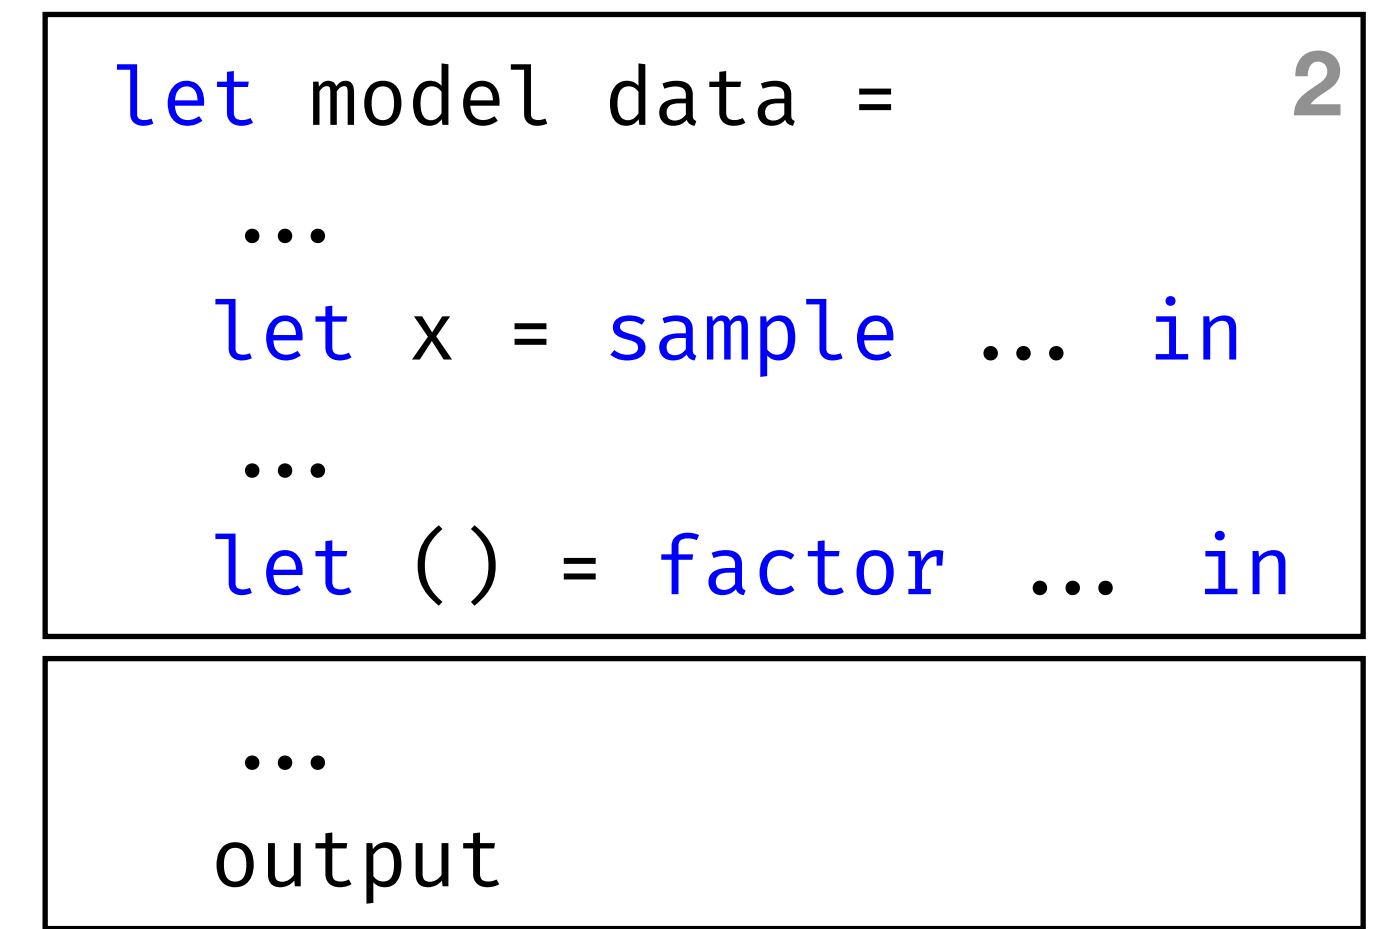 let model data = 2
...
let x = sample ... in
...
let () = factor ... in
...
output